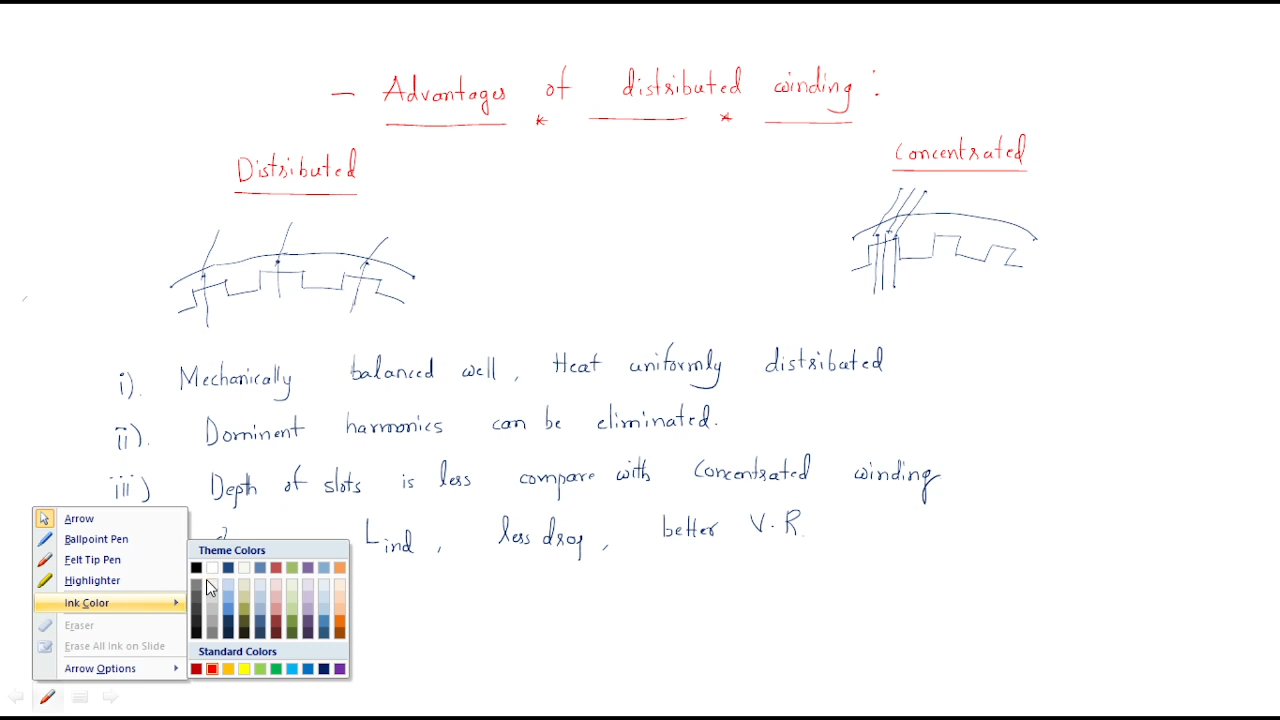 - Advantages of distributed winding :
Distributed
Concentrated
i). Mechanically balanced well, Heat uniformly distributed
ii). Dominent harmonics can be eliminated.
iii) Depth of slots is less compare with concentrated winding
Lind, less drop, better V.R.
Arrow
Ballpoint Pen
Felt Tip Pen
Highlighter
Ink Color
Eraser
Erase All Ink on Slide
Arrow Options
Theme Colors
Standard Colors